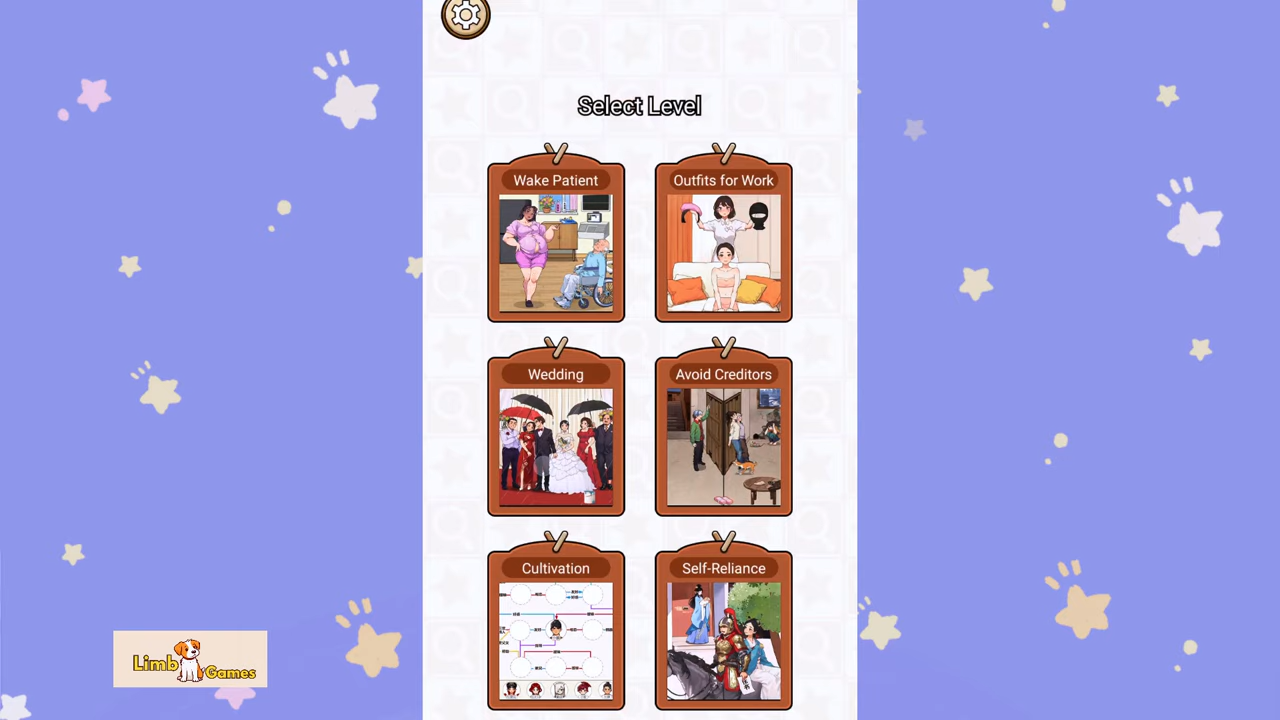 Select Level
Wake Patient
Outfits for Work
Wedding
Avoid Creditors
Cultivation
Self-Reliance
Limb Games